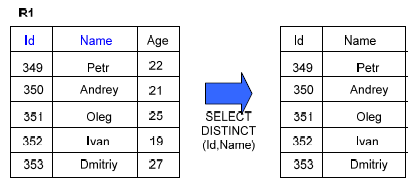 R1
Id Name Age
349 Petr 22
350 Andrey 21
351 Oleg 25
352 Ivan 19
353 Dmitriy 27
SELECT
DISTINCT
(Id,Name)
Id Name
349 Petr
350 Andrey
351 Oleg
352 Ivan
353 Dmitriy